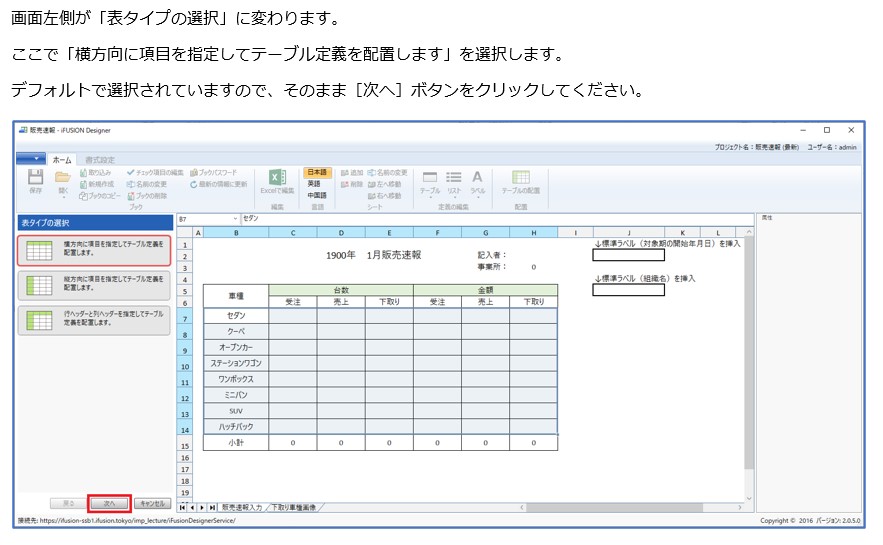 画面左側が「表タイプの選択」に変わります。
ここで「横方向に項目を指定してテーブル定義を配置します」を選択します。
デフォルトで選択されていますので、そのまま［次へ］ボタンをクリックしてください。
販売速報 - iFUSION Designer
プロジェクト名：販売速報 (最新) ユーザー名：admin
ホーム 書式設定
保存 開く 取り込み 新規作成 ブックのコピー チェック項目の編集 名前の変更 ブックの削除 ブックパスワード 最新の情報に更新 ブック
Excelで編集 編集
日本語 英語 中国語 言語
追加 削除 名前の変更 左へ移動 右へ移動 シート
テーブル リスト ラベル 定義の編集
テーブルの配置 配置
表タイプの選択
横方向に項目を指定してテーブル定義を
配置します。
縦方向に項目を指定してテーブル定義を
配置します。
行ヘッダーと列ヘッダーを指定してテーブル
定義を配置します。
戻る 次へ キャンセル
B7 セダン
A B C D E F G H I J K L
1 ↓標準ラベル（対象期の開始年月日）を挿入
2 1900年 1月販売速報 記入者：
3 事業所： 0
4 ↓標準ラベル（組織名）を挿入
5 車種 台数 金額
6 受注 売上 下取り 受注 売上 下取り
7 セダン
8 クーペ
9 オープンカー
10 ステーションワゴン
11 ワンボックス
12 ミニバン
13 SUV
14 ハッチバック
15 小計 0 0 0 0 0 0
16
17
18
19
販売速報入力 下取り車種画像
属性
接続先: https://ifusion-ssb1.ifusion.tokyo/imp_lecture/iFusionDesignerService/
Copyright © 2016 バージョン: 2.0.5.0